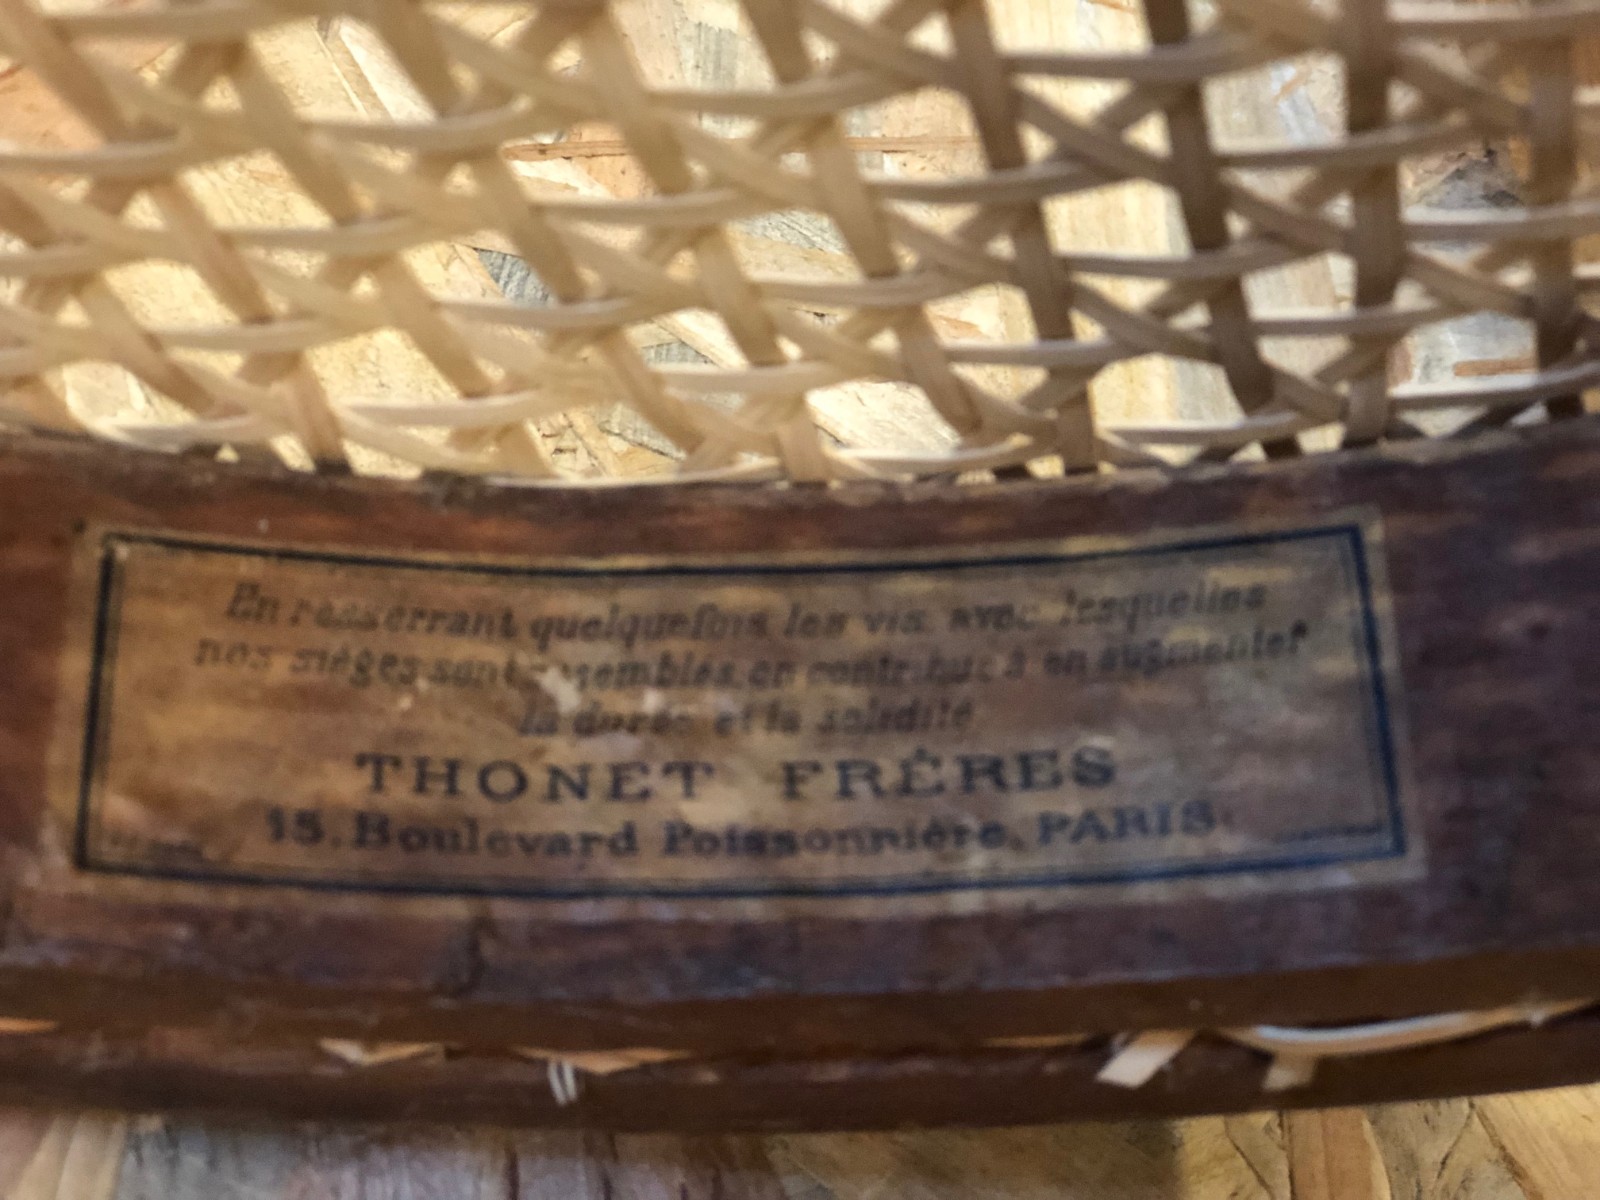 En resserrant quelquefois les vis avec lesquelles
nos sièges sont assemblés on contribue à en augmenter
la durée et la solidité
THONET FRÈRES
15. Boulevard Poissonnière, PARIS.